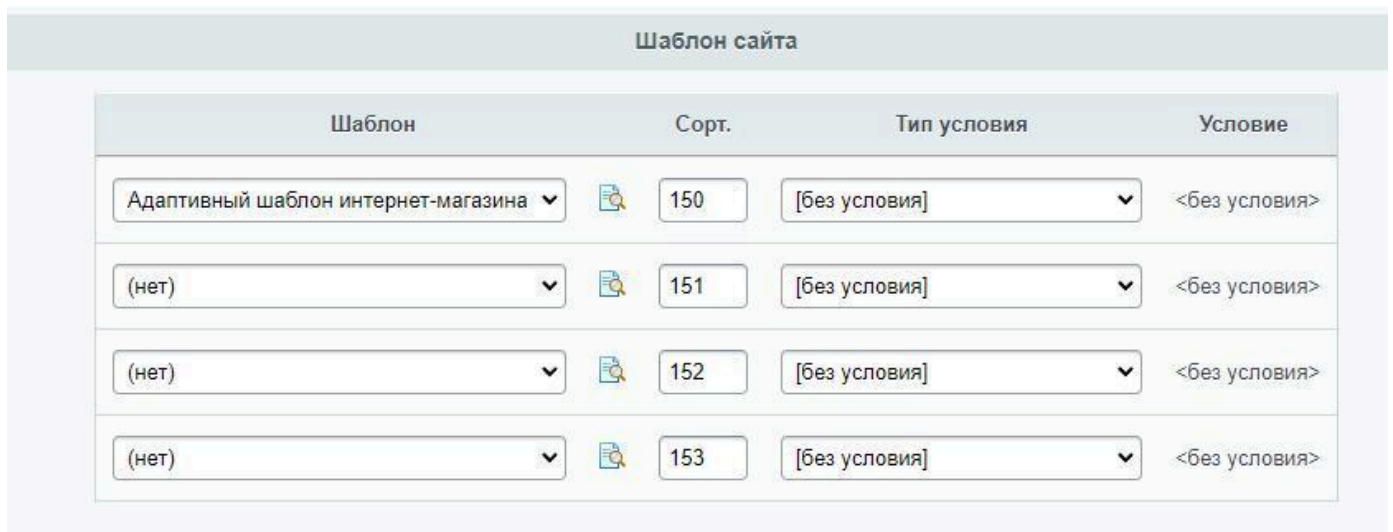 Шаблон сайта
Шаблон Сорт. Тип условия Условие
Адаптивный шаблон интернет-магазина 150 [без условия] <без условия>
(нет) 151 [без условия] <без условия>
(нет) 152 [без условия] <без условия>
(нет) 153 [без условия] <без условия>